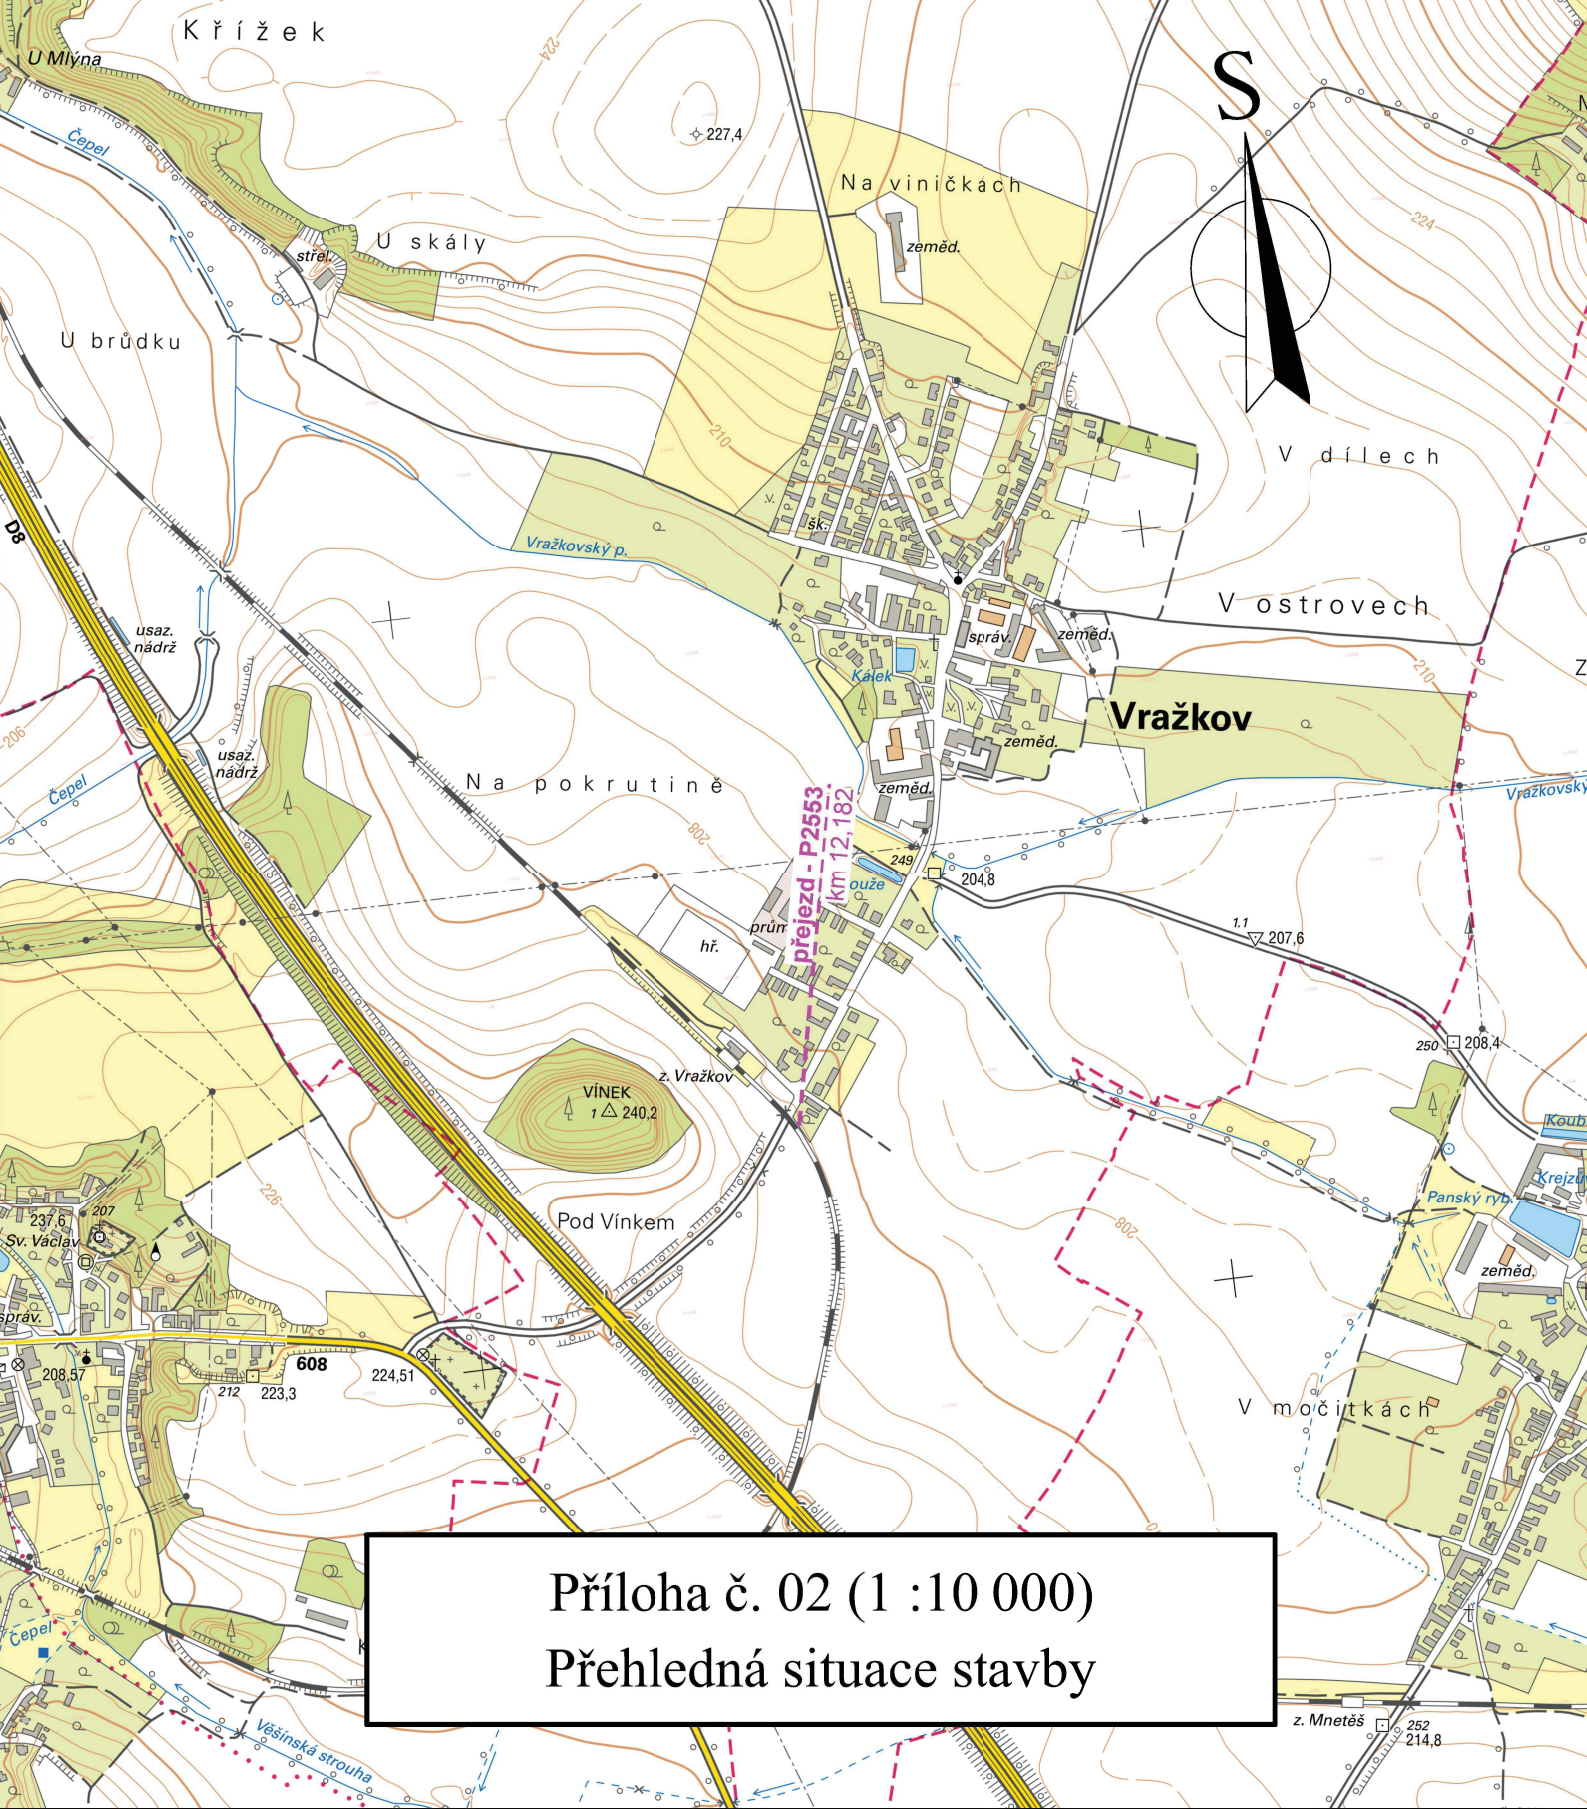 Křížek
U Mlýna
S
224
227,4
Čepel
Na viničkách
zeměd.
224
U skály
střel.
U brůdku
210
V dílech
šk.
D8
Vražkovský p.
V ostrovech
usaz.
nádrž
správ.
zeměd.
Kálek
210
206
Vražkov
zeměd.
usaz.
nádrž
Čepel
Na pokrutině
zeměd.
Vražkovský
přejezd - P2553
km 12,182
208
249
204,8
ouže
prům
hř.
1.1
207,6
250
208,4
z. Vražkov
VÍNEK
1
240,2
Koub
Krejzů
Panský ryb.
226
207
237,6
Sv. Václav
Pod Vínkem
208
zeměd.
správ.
608
224,51
208,57
212
223,3
V močítkách
Příloha č. 02 (1 :10 000)
Přehledná situace stavby
Čepel
K
z. Mnetěš
252
214,8
Věšínská strouha